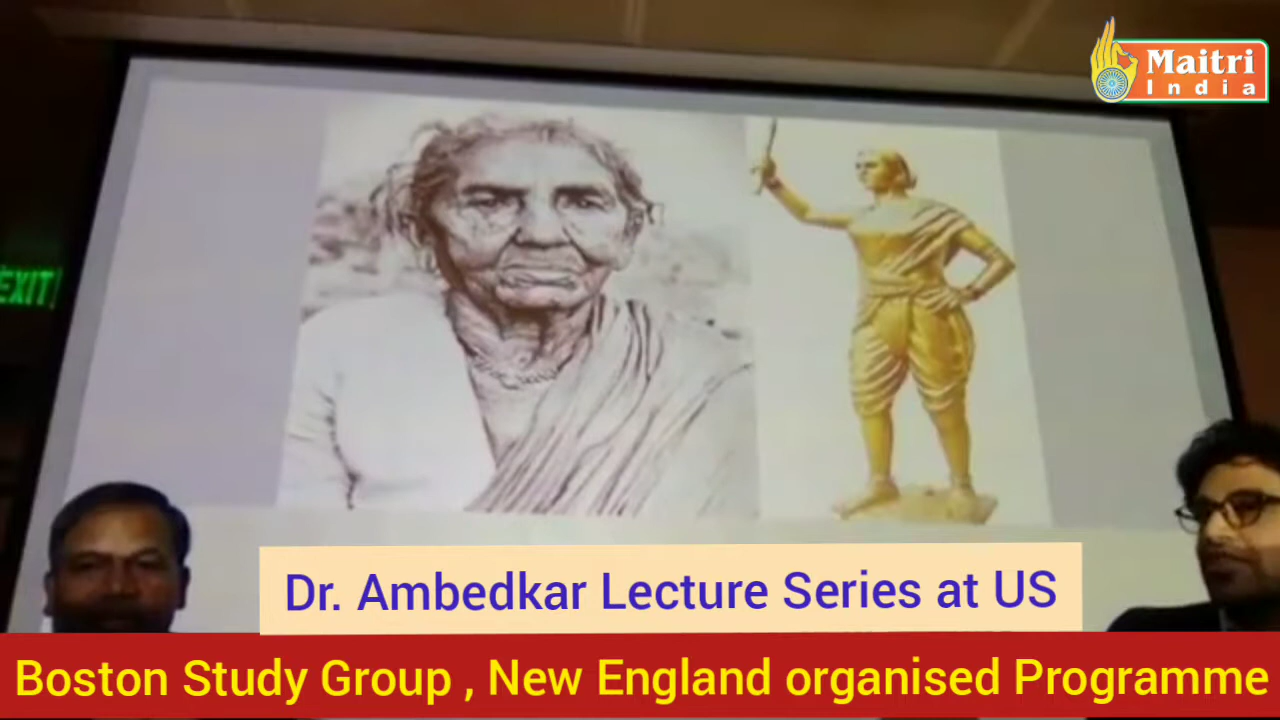 Maitri
India
EXIT
Dr. Ambedkar Lecture Series at US
Boston Study Group , New England organised Programme